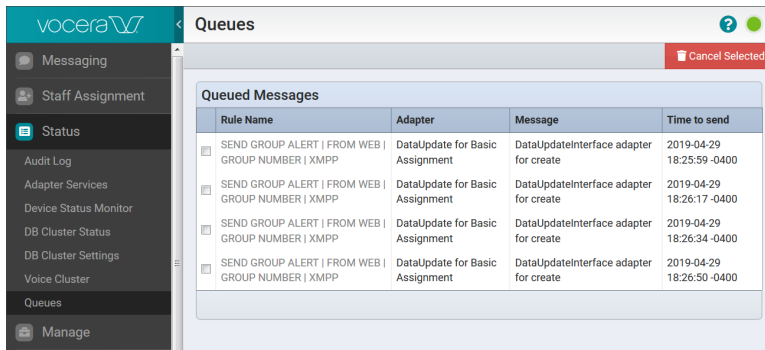 vocera
Queues
?
Messaging
Cancel Selected
Staff Assignment
Queued Messages
Rule Name Adapter Message Time to send
Status
SEND GROUP ALERT | FROM WEB | DataUpdate for Basic DataUpdateInterface adapter 2019-04-29
GROUP NUMBER | XMPP Assignment for create 18:25:59 -0400
Audit Log
Adapter Services
SEND GROUP ALERT | FROM WEB | DataUpdate for Basic DataUpdateInterface adapter 2019-04-29
GROUP NUMBER | XMPP Assignment for create 18:26:17 -0400
Device Status Monitor
DB Cluster Status
SEND GROUP ALERT | FROM WEB | DataUpdate for Basic DataUpdateInterface adapter 2019-04-29
GROUP NUMBER | XMPP Assignment for create 18:26:34 -0400
DB Cluster Settings
Voice Cluster
SEND GROUP ALERT | FROM WEB | DataUpdate for Basic DataUpdateInterface adapter 2019-04-29
GROUP NUMBER | XMPP Assignment for create 18:26:50 -0400
Queues
Manage